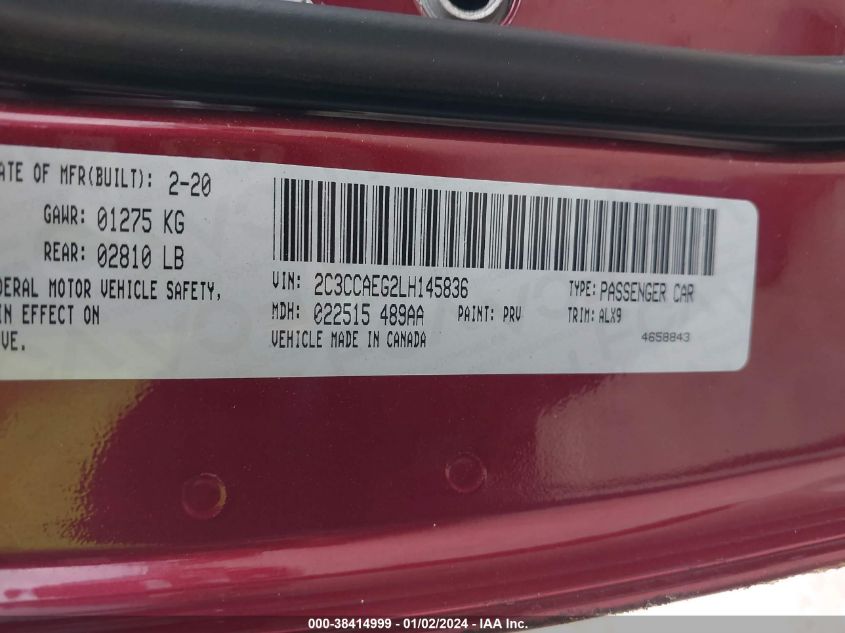 ATE OF MFR(BUILT): 2-20
GAWR: 01275 KG
REAR: 02810 LB
DERAL MOTOR VEHICLE SAFETY,
IN EFFECT ON
VE.
VIN: 2C3CCAEG2LH145836
TYPE: PASSENGER CAR
MDH: 022515 489AA PAINT: PRV
TRIM: ALX9
VEHICLE MADE IN CANADA
4658843
000-38414999 - 01/02/2024 - IAA Inc.